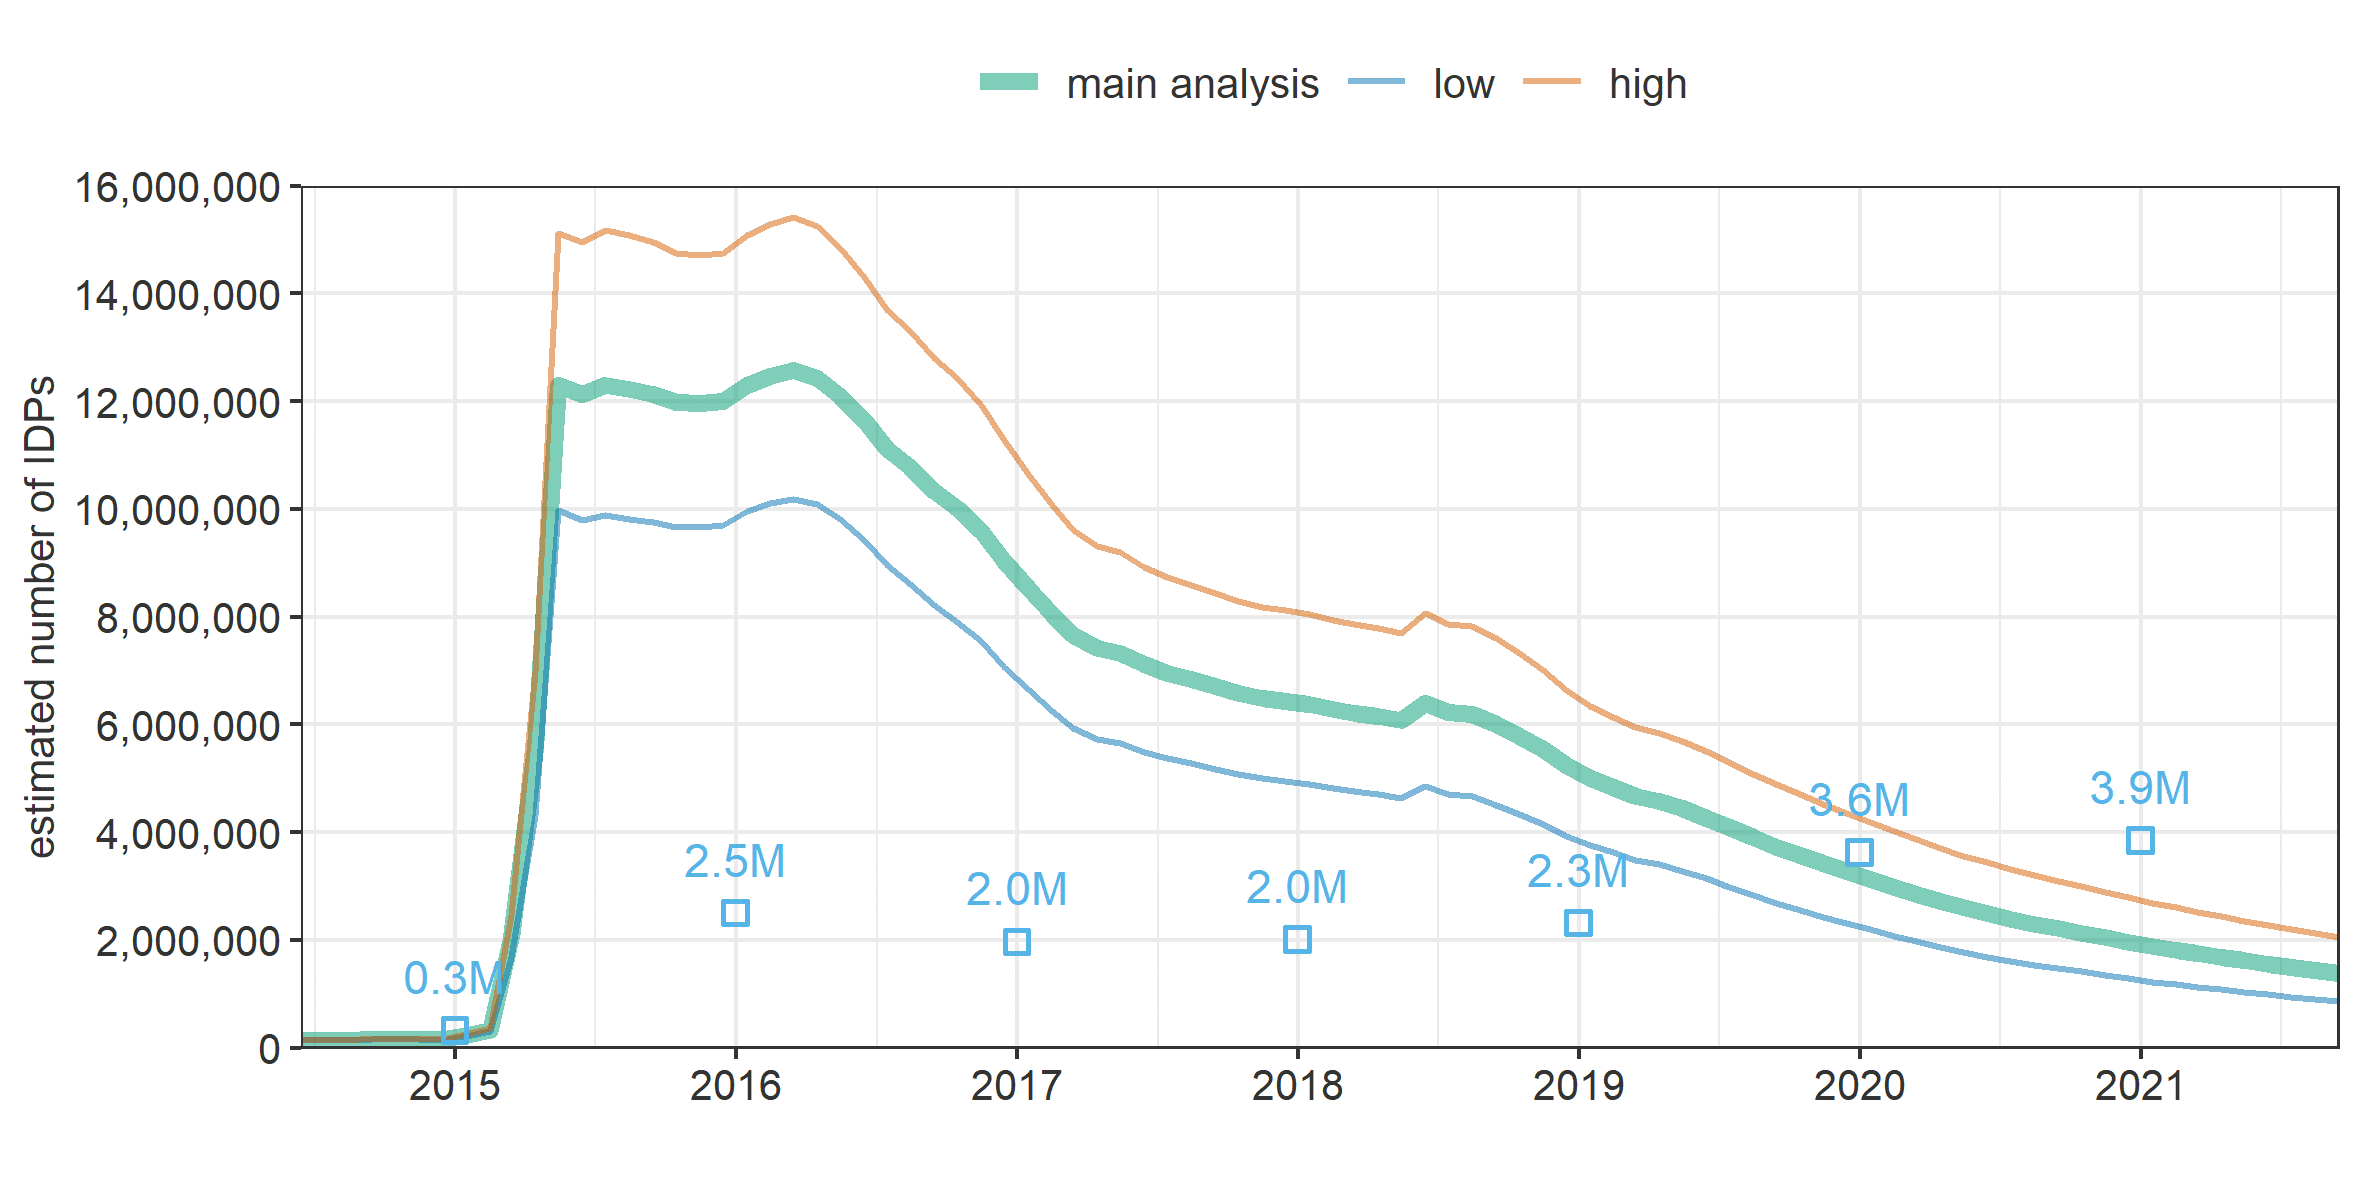 main analysis low high
16,000,000
14,000,000
12,000,000
10,000,000
8,000,000
6,000,000
4,000,000
2,000,000
0
estimated number of IDPs
0.3M
2.5M
2.0M
2.0M
2.3M
3.6M
3.9M
2015 2016 2017 2018 2019 2020 2021